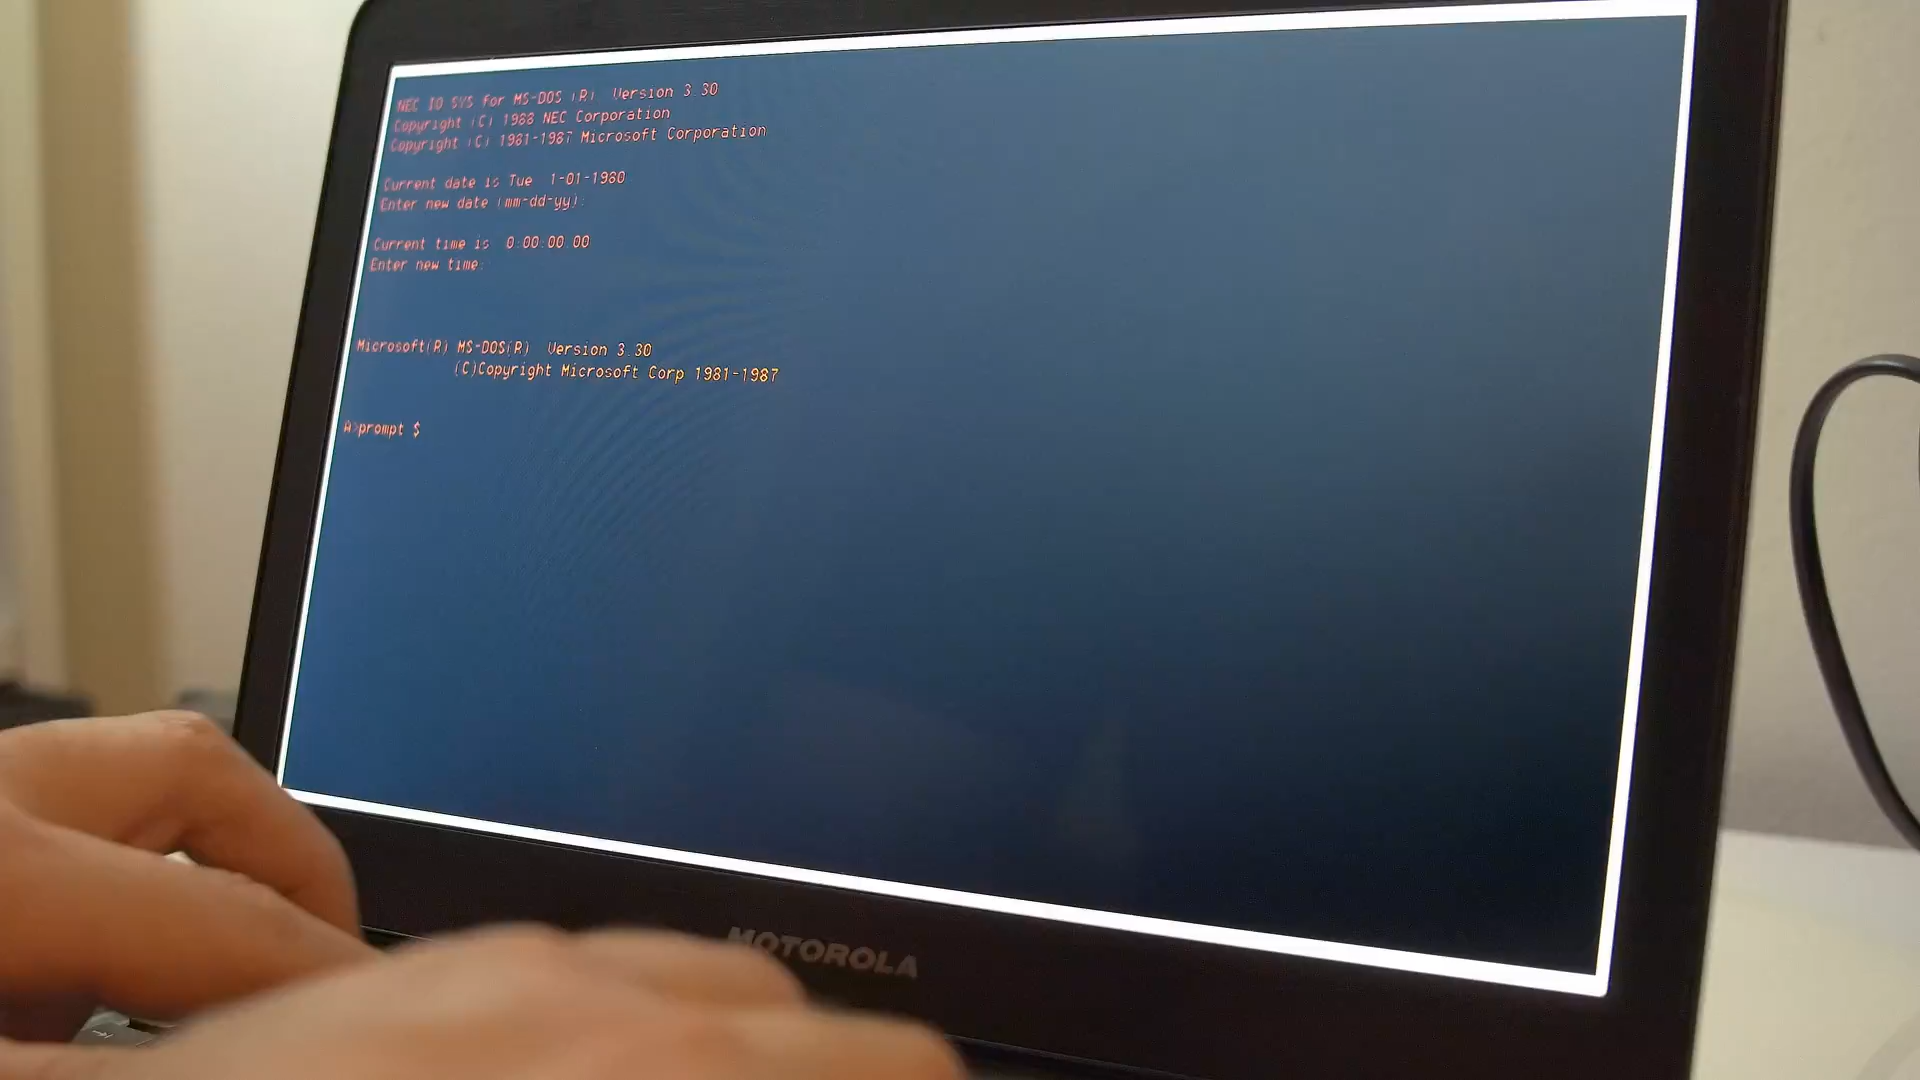 NEC IO SYS for MS-DOS (R)  Version 3.30
Copyright (C) 1988 NEC Corporation
Copyright (C) 1981-1987 Microsoft Corporation
Current date is Tue  1-01-1980
Enter new date (mm-dd-yy):
Current time is  0:00:00.00
Enter new time:
Microsoft(R) MS-DOS(R)  Version 3.30
(C)Copyright Microsoft Corp 1981-1987
A>prompt $
MOTOROLA